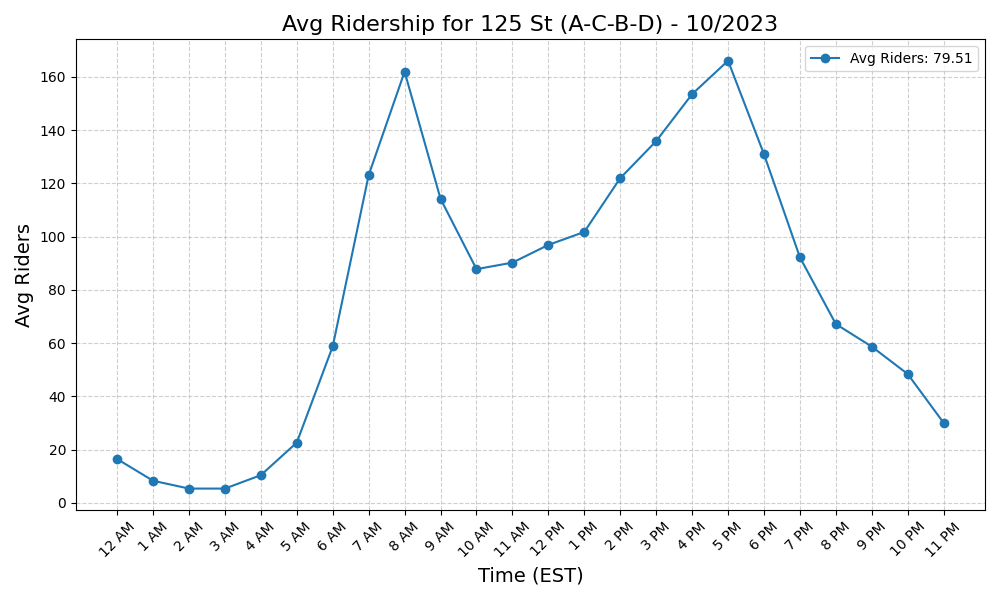 Avg Ridership for 125 St (A-C-B-D) - 10/2023
Avg Riders: 79.51
Avg Riders
160
140
120
100
80
60
40
20
0
12 AM
1 AM
2 AM
3 AM
4 AM
5 AM
6 AM
7 AM
8 AM
9 AM
10 AM
11 AM
12 PM
1 PM
2 PM
3 PM
4 PM
5 PM
6 PM
7 PM
8 PM
9 PM
10 PM
11 PM
Time (EST)